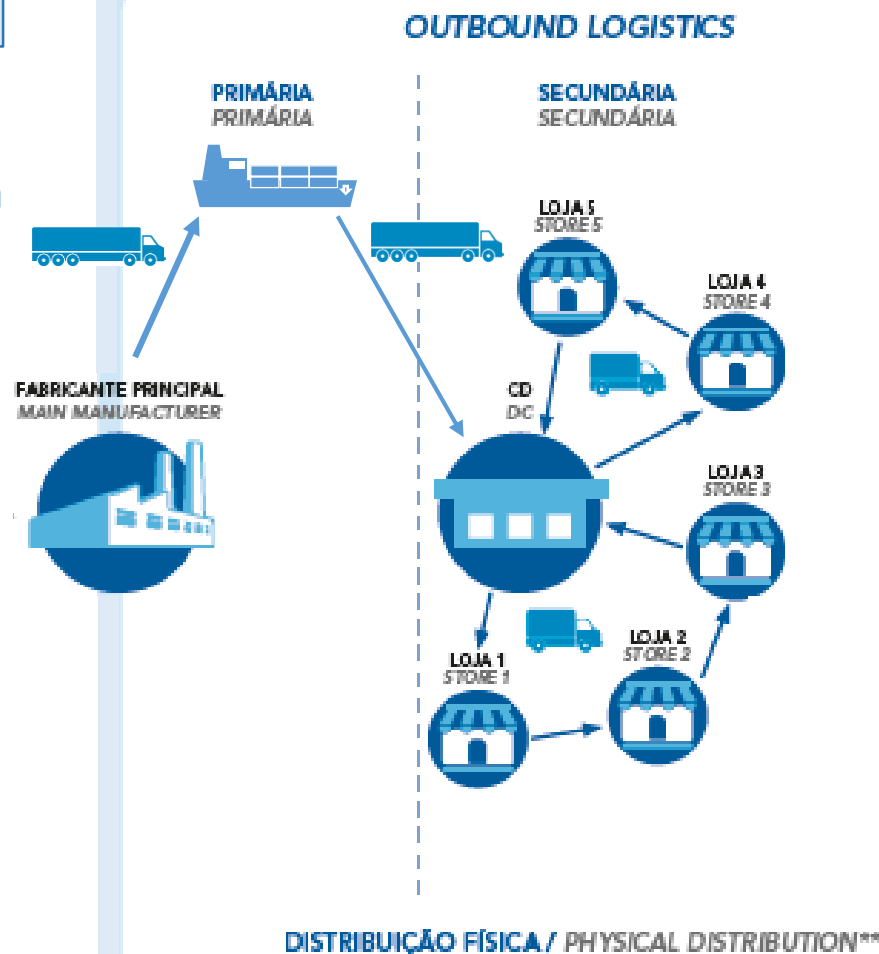 OUTBOUND LOGISTICS
PRIMÁRIA
PRIMÁRIA
SECUNDÁRIA
SECUNDÁRIA
LOJA 5
STORE 5
LOJA 4
STORE 4
FABRICANTE PRINCIPAL
MAIN MANUFACTURER
CD
DC
LOJA 3
STORE 3
LOJA 2
STORE 2
LOJA 1
STORE 1
DISTRIBUIÇÃO FÍSICA / PHYSICAL DISTRIBUTION**